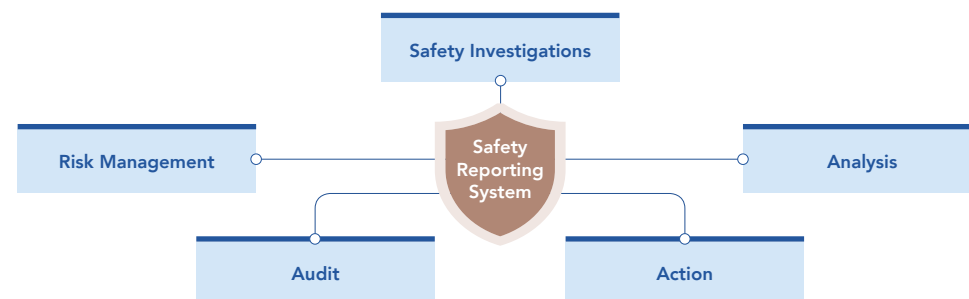 Safety Investigations
Risk Management
Safety
Reporting
System
Analysis
Audit
Action